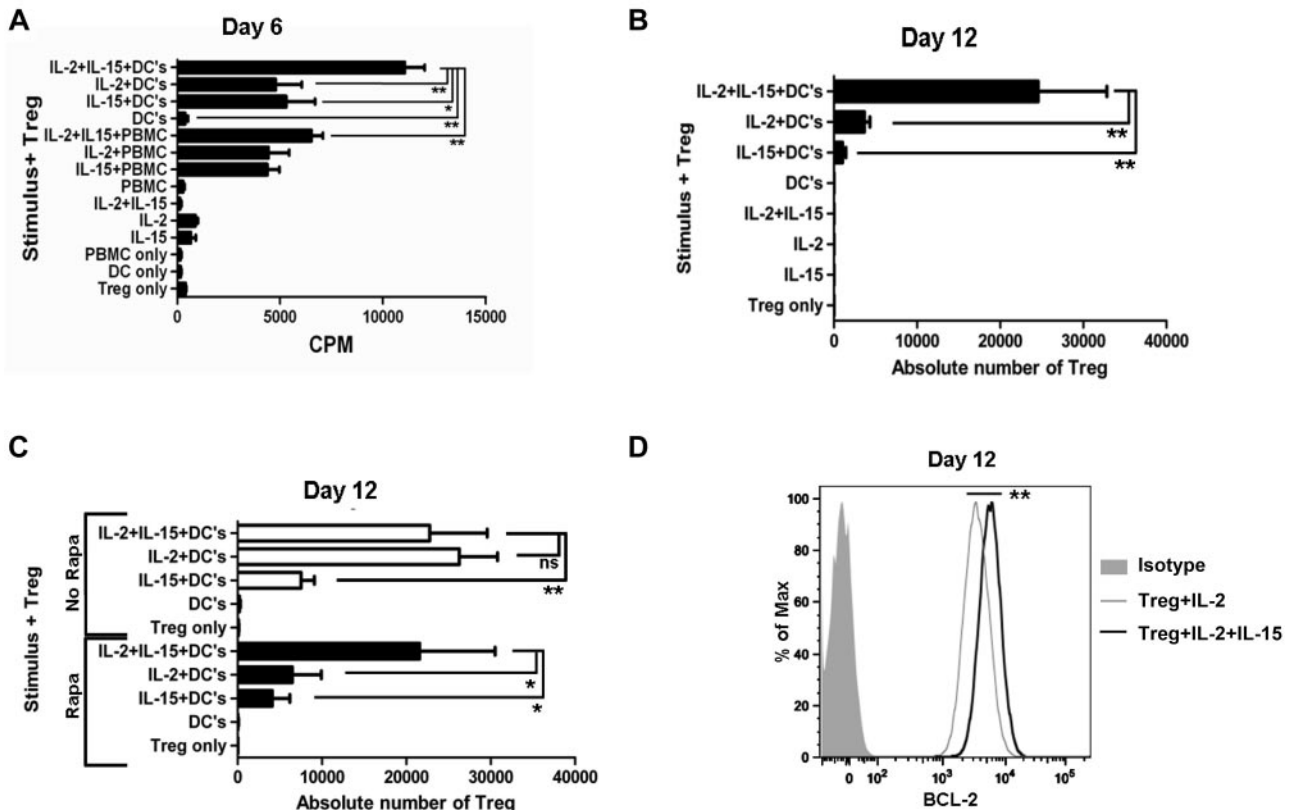 A
Day 6
Stimulus+ Treg
IL-2+IL-15+DC's
IL-2+DC's
IL-15+DC's
DC's
IL-2+IL15+PBMC
IL-2+PBMC
IL-15+PBMC
PBMC
IL-2+IL-15
IL-2
IL-15
PBMC only
DC only
Treg only
**
*
**
**
0 5000 10000 15000
CPM
B
Day 12
Stimulus + Treg
IL-2+IL-15+DC's
IL-2+DC's
IL-15+DC's
DC's
IL-2+IL-15
IL-2
IL-15
Treg only
**
**
10000 20000 30000 40000
Absolute number of Treg
C
Day 12
Stimulus + Treg
No Rapa
IL-2+IL-15+DC's
IL-2+DC's
IL-15+DC's
DC's
Treg only
ns
**
Rapa
IL-2+IL-15+DC's
IL-2+DC's
IL-15+DC's
DC's
Treg only
*
*
0 10000 20000 30000 40000
Absolute number of Treg
D
Day 12
**
% of Max
100
80
60
40
20
0
0 10² 10³ 10⁴ 10⁵
BCL-2
Isotype
Treg+IL-2
Treg+IL-2+IL-15